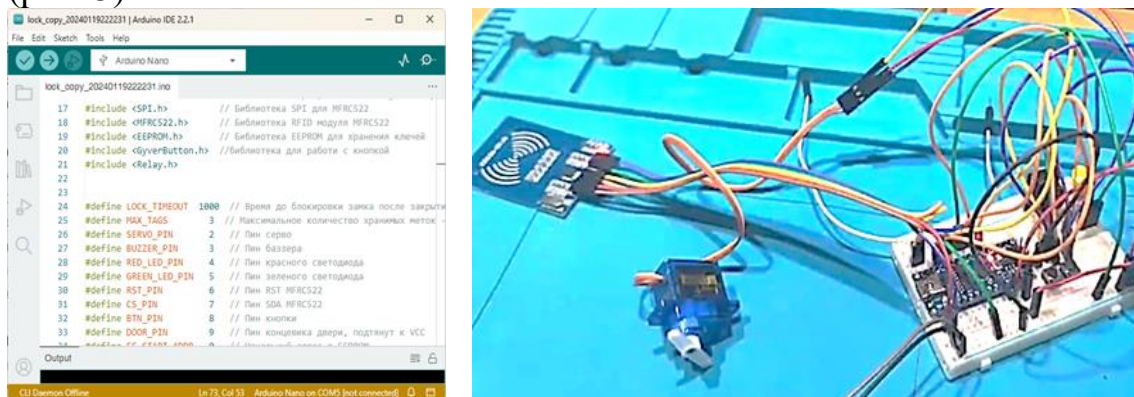 lock_copy_20240119222231 | Arduino IDE 2.2.1
File Edit Sketch Tools Help
Arduino Nano
lock_copy_20240119222231.ino
17 #include <SPI.h> // Библиотека SPI для MFRC522
18 #include <MFRC522.h> // Библиотека RFID модуля MFRC522
19 #include <EEPROM.h> // Библиотека EEPROM для хранения ключей
20 #include <GyverButton.h> //библиотека для работи с кнопкой
21 #include <Relay.h>
22
23
24 #define LOCK_TIMEOUT 1000 // Время до блокировки замка после закрыти
25 #define MAX_TAGS 3 // Максимальное количество хранимых меток -
26 #define SERVO_PIN 2 // Пин серво
27 #define BUZZER_PIN 3 // Пин баззера
28 #define RED_LED_PIN 4 // Пин красного светодиода
29 #define GREEN_LED_PIN 5 // Пин зеленого светодиода
30 #define RST_PIN 6 // Пин RST MFRC522
31 #define CS_PIN 7 // Пин SDA MFRC522
32 #define BTN_PIN 8 // Пин кнопки
33 #define DOOR_PIN 9 // Пин концевика двери, подтянут к VCC
Output
CLI Daemon Offline Ln 73, Col 53 Arduino Nano on COM5 [not connected]